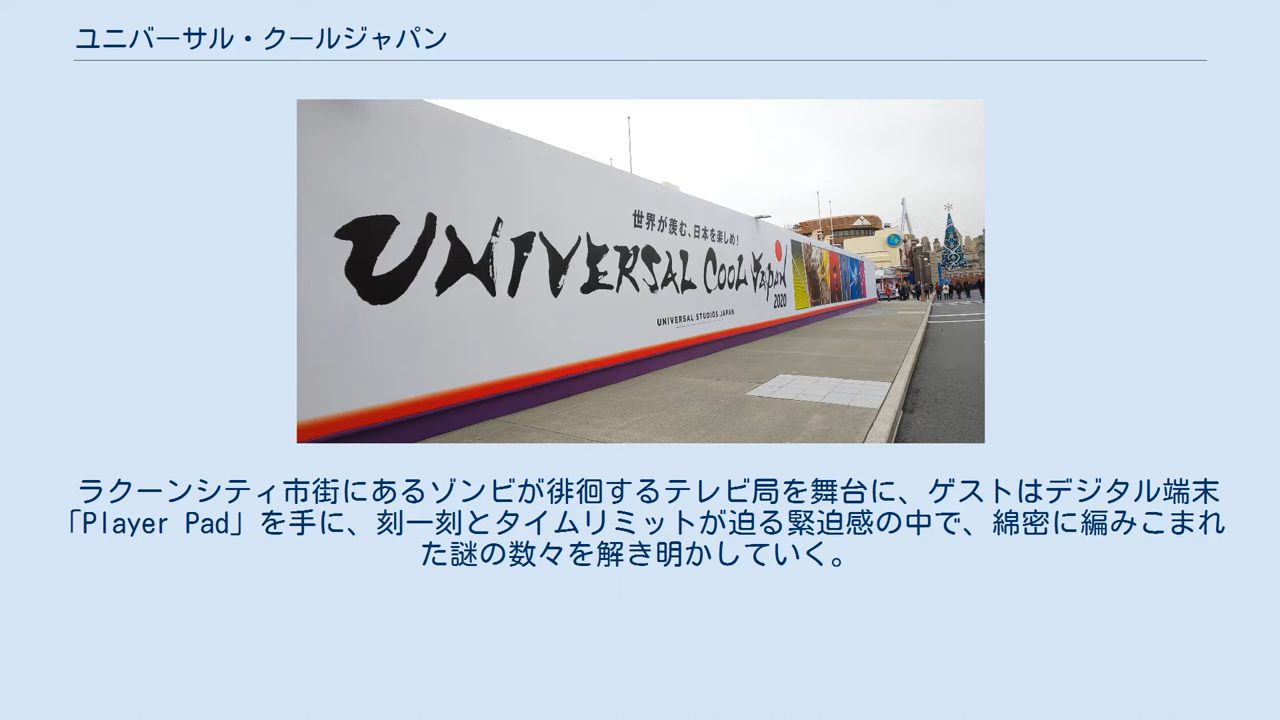 ユニバーサル・クールジャパン
世界が羨む、日本を楽しめ!
UNIVERSAL COOL JAPAN
2020
UNIVERSAL STUDIOS JAPAN
ラクーンシティ市街にあるゾンビが徘徊するテレビ局を舞台に、ゲストはデジタル端末
「Player Pad」を手に、刻一刻とタイムリミットが迫る緊迫感の中で、綿密に編みこまれ
た謎の数々を解き明かしていく。